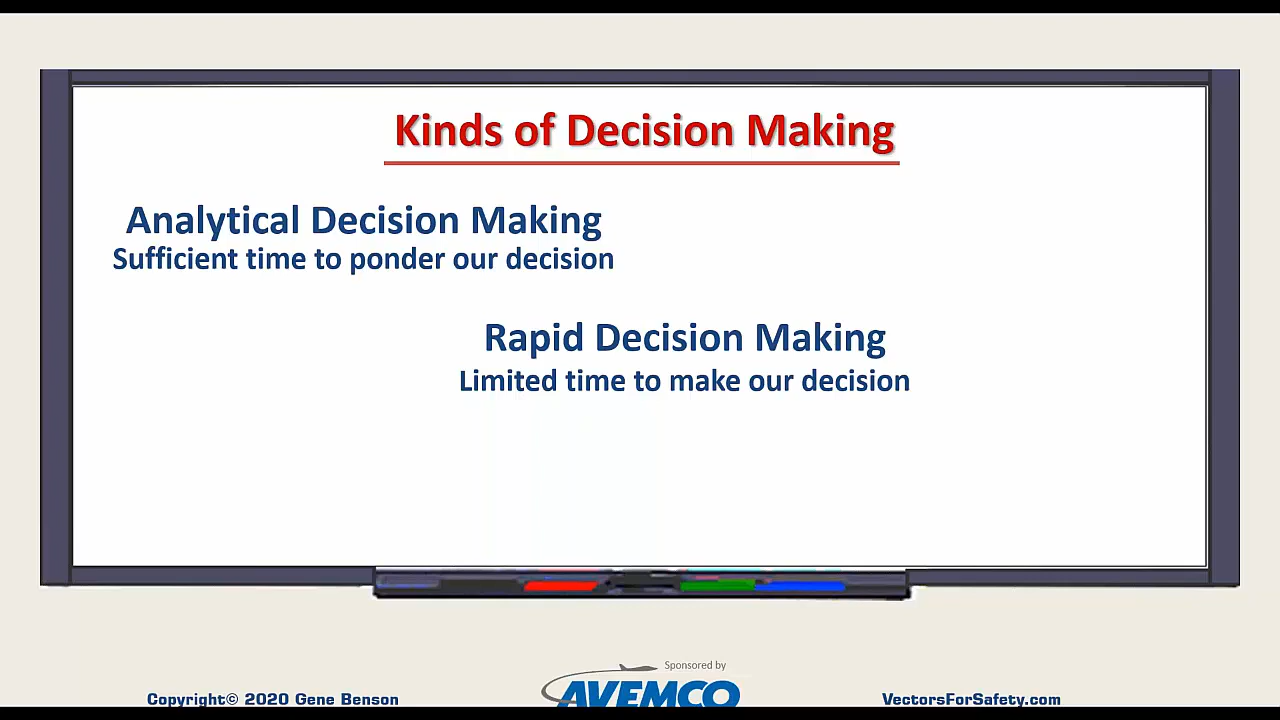 Kinds of Decision Making
Analytical Decision Making
Sufficient time to ponder our decision
Rapid Decision Making
Limited time to make our decision
Sponsored by
AVEMCO
Copyright© 2020 Gene Benson
VectorsForSafety.com